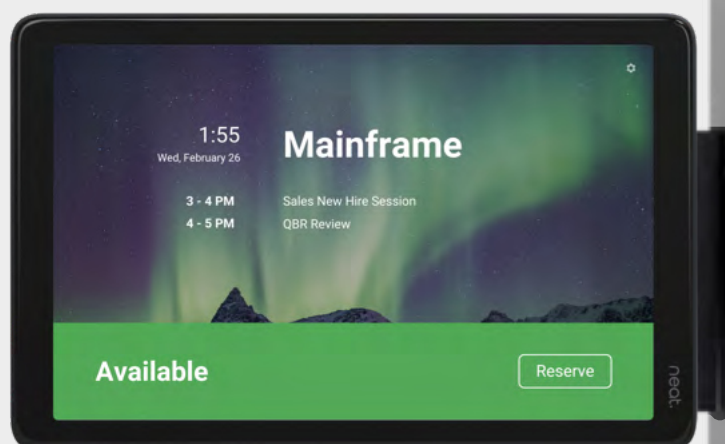 1:55
Wed, February 26
Mainframe
3 - 4 PM Sales New Hire Session
4 - 5 PM QBR Review
Available
Reserve
neat.